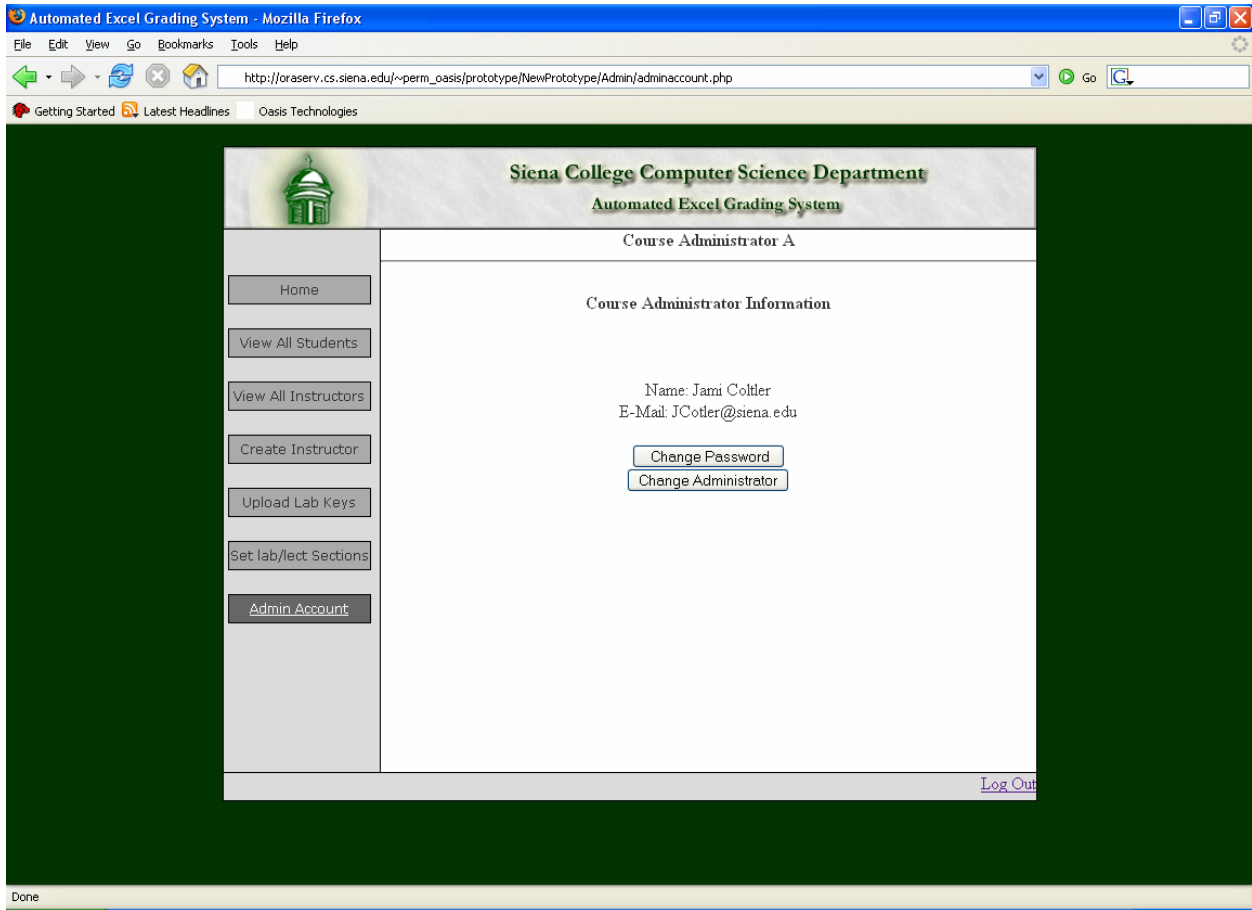 Automated Excel Grading System - Mozilla Firefox
File Edit View Go Bookmarks Tools Help
http://oraserv.cs.siena.edu/~perm_oasis/prototype/NewPrototype/Admin/adminaccount.php Go G
Getting Started Latest Headlines Oasis Technologies
Siena College Computer Science Department
Automated Excel Grading System
Course Administrator A
Home
View All Students
View All Instructors
Create Instructor
Upload Lab Keys
Set lab/lect Sections
Admin Account
Course Administrator Information
Name: Jami Coltler
E-Mail: JCotler@siena.edu
Change Password
Change Administrator
Log Out
Done